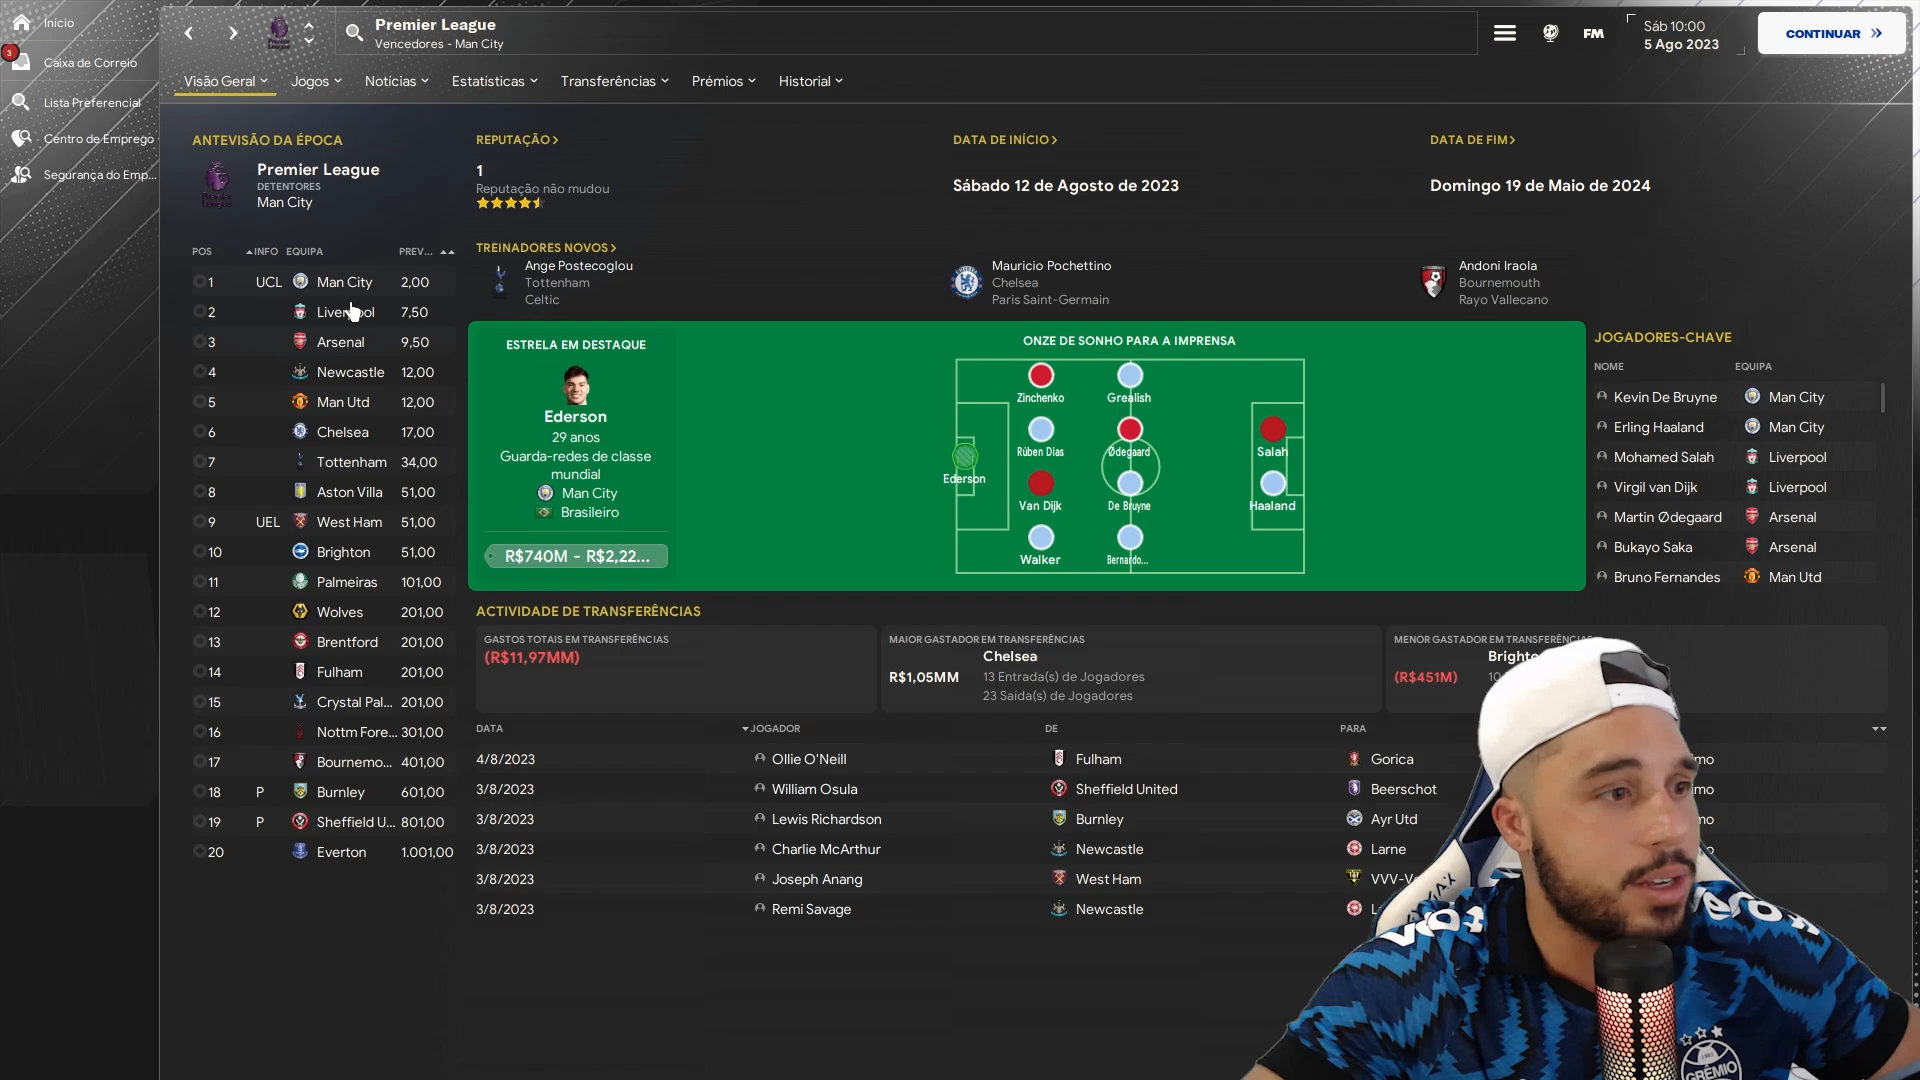 Início
3
Caixa de Correio
Lista Preferencial
Centro de Emprego
Segurança do Emp...
Premier League
Vencedores - Man City
FM
Sáb 10:00
5 Ago 2023
CONTINUAR
Visão Geral
Jogos
Notícias
Estatísticas
Transferências
Prémios
Historial
ANTEVISÃO DA ÉPOCA
Premier League
DETENTORES
Man City
REPUTAÇÃO
1
Reputação não mudou
DATA DE INÍCIO
Sábado 12 de Agosto de 2023
DATA DE FIM
Domingo 19 de Maio de 2024
POS INFO EQUIPA PREV...
1 UCL Man City 2,00
2 Liverpool 7,50
3 Arsenal 9,50
4 Newcastle 12,00
5 Man Utd 12,00
6 Chelsea 17,00
7 Tottenham 34,00
8 Aston Villa 51,00
9 UEL West Ham 51,00
10 Brighton 51,00
11 Palmeiras 101,00
12 Wolves 201,00
13 Brentford 201,00
14 Fulham 201,00
15 Crystal Pal... 201,00
16 Nottm Fore... 301,00
17 Bournemo... 401,00
18 P Burnley 601,00
19 P Sheffield U... 801,00
20 Everton 1.001,00
TREINADORES NOVOS
Ange Postecoglou
Tottenham
Celtic
Mauricio Pochettino
Chelsea
Paris Saint-Germain
Andoni Iraola
Bournemouth
Rayo Vallecano
ESTRELA EM DESTAQUE
Ederson
29 anos
Guarda-redes de classe
mundial
Man City
Brasileiro
R$740M - R$2,22...
ONZE DE SONHO PARA A IMPRENSA
Zinchenko
Grealish
Rúben Dias
Ødegaard
Salah
Ederson
Van Dijk
De Bruyne
Haaland
Walker
Bernardo...
JOGADORES-CHAVE
NOME EQUIPA
Kevin De Bruyne Man City
Erling Haaland Man City
Mohamed Salah Liverpool
Virgil van Dijk Liverpool
Martin Ødegaard Arsenal
Bukayo Saka Arsenal
Bruno Fernandes Man Utd
ACTIVIDADE DE TRANSFERÊNCIAS
GASTOS TOTAIS EM TRANSFERÊNCIAS
(R$11,97MM)
MAIOR GASTADOR EM TRANSFERÊNCIAS
Chelsea
R$1,05MM
13 Entrada(s) de Jogadores
23 Saída(s) de Jogadores
MENOR GASTADOR EM TRANSFERÊNCIAS
(R$451M)
DATA JOGADOR DE PARA
4/8/2023 Ollie O'Neill Fulham Gorica
3/8/2023 William Osula Sheffield United Beerschot
3/8/2023 Lewis Richardson Burnley Ayr Utd
3/8/2023 Charlie McArthur Newcastle Larne
3/8/2023 Joseph Anang West Ham
3/8/2023 Remi Savage Newcastle
GRÊMIO